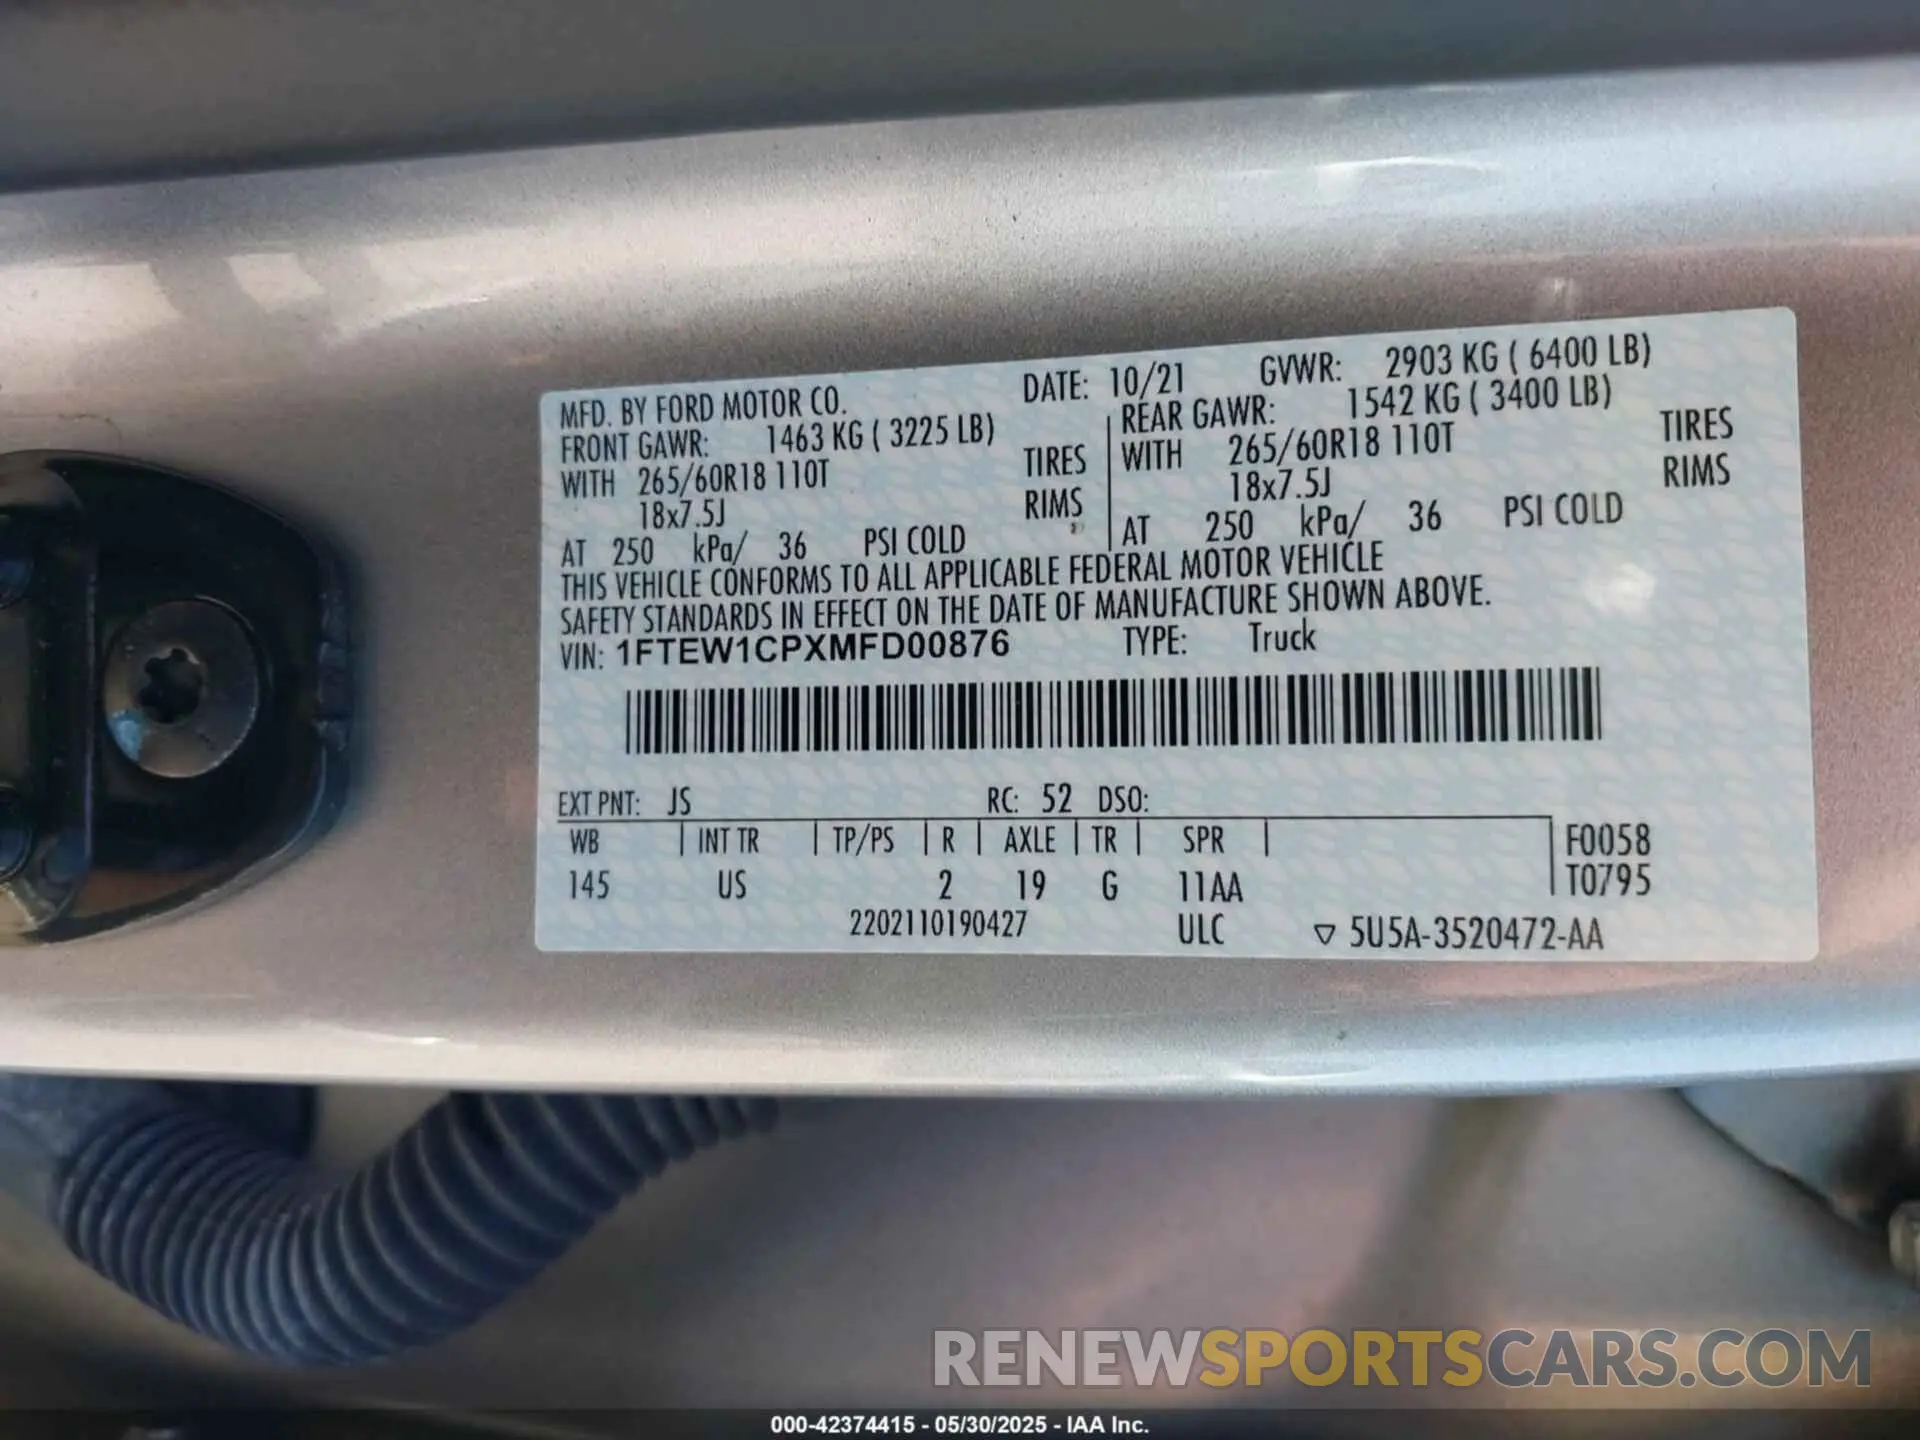 MFD. BY FORD MOTOR CO. DATE: 10/21 GVWR: 2903 KG ( 6400 LB)
FRONT GAWR: 1463 KG ( 3225 LB) REAR GAWR: 1542 KG ( 3400 LB)
WITH 265/60R18 110T TIRES WITH 265/60R18 110T TIRES
18x7.5J RIMS 18x7.5J RIMS
AT 250 kPa/ 36 PSI COLD AT 250 kPa/ 36 PSI COLD
THIS VEHICLE CONFORMS TO ALL APPLICABLE FEDERAL MOTOR VEHICLE
SAFETY STANDARDS IN EFFECT ON THE DATE OF MANUFACTURE SHOWN ABOVE.
VIN: 1FTEW1CPXMFD00876 TYPE: Truck
EXT PNT: JS RC: 52 DSO:
WB INT TR TP/PS R AXLE TR SPR F0058
145 US 2 19 G 11AA T0795
2202110190427 ULC ▽ 5U5A-3520472-AA
RENEWSPORTSCARS.COM
000-42374415 - 05/30/2025 - IAA Inc.